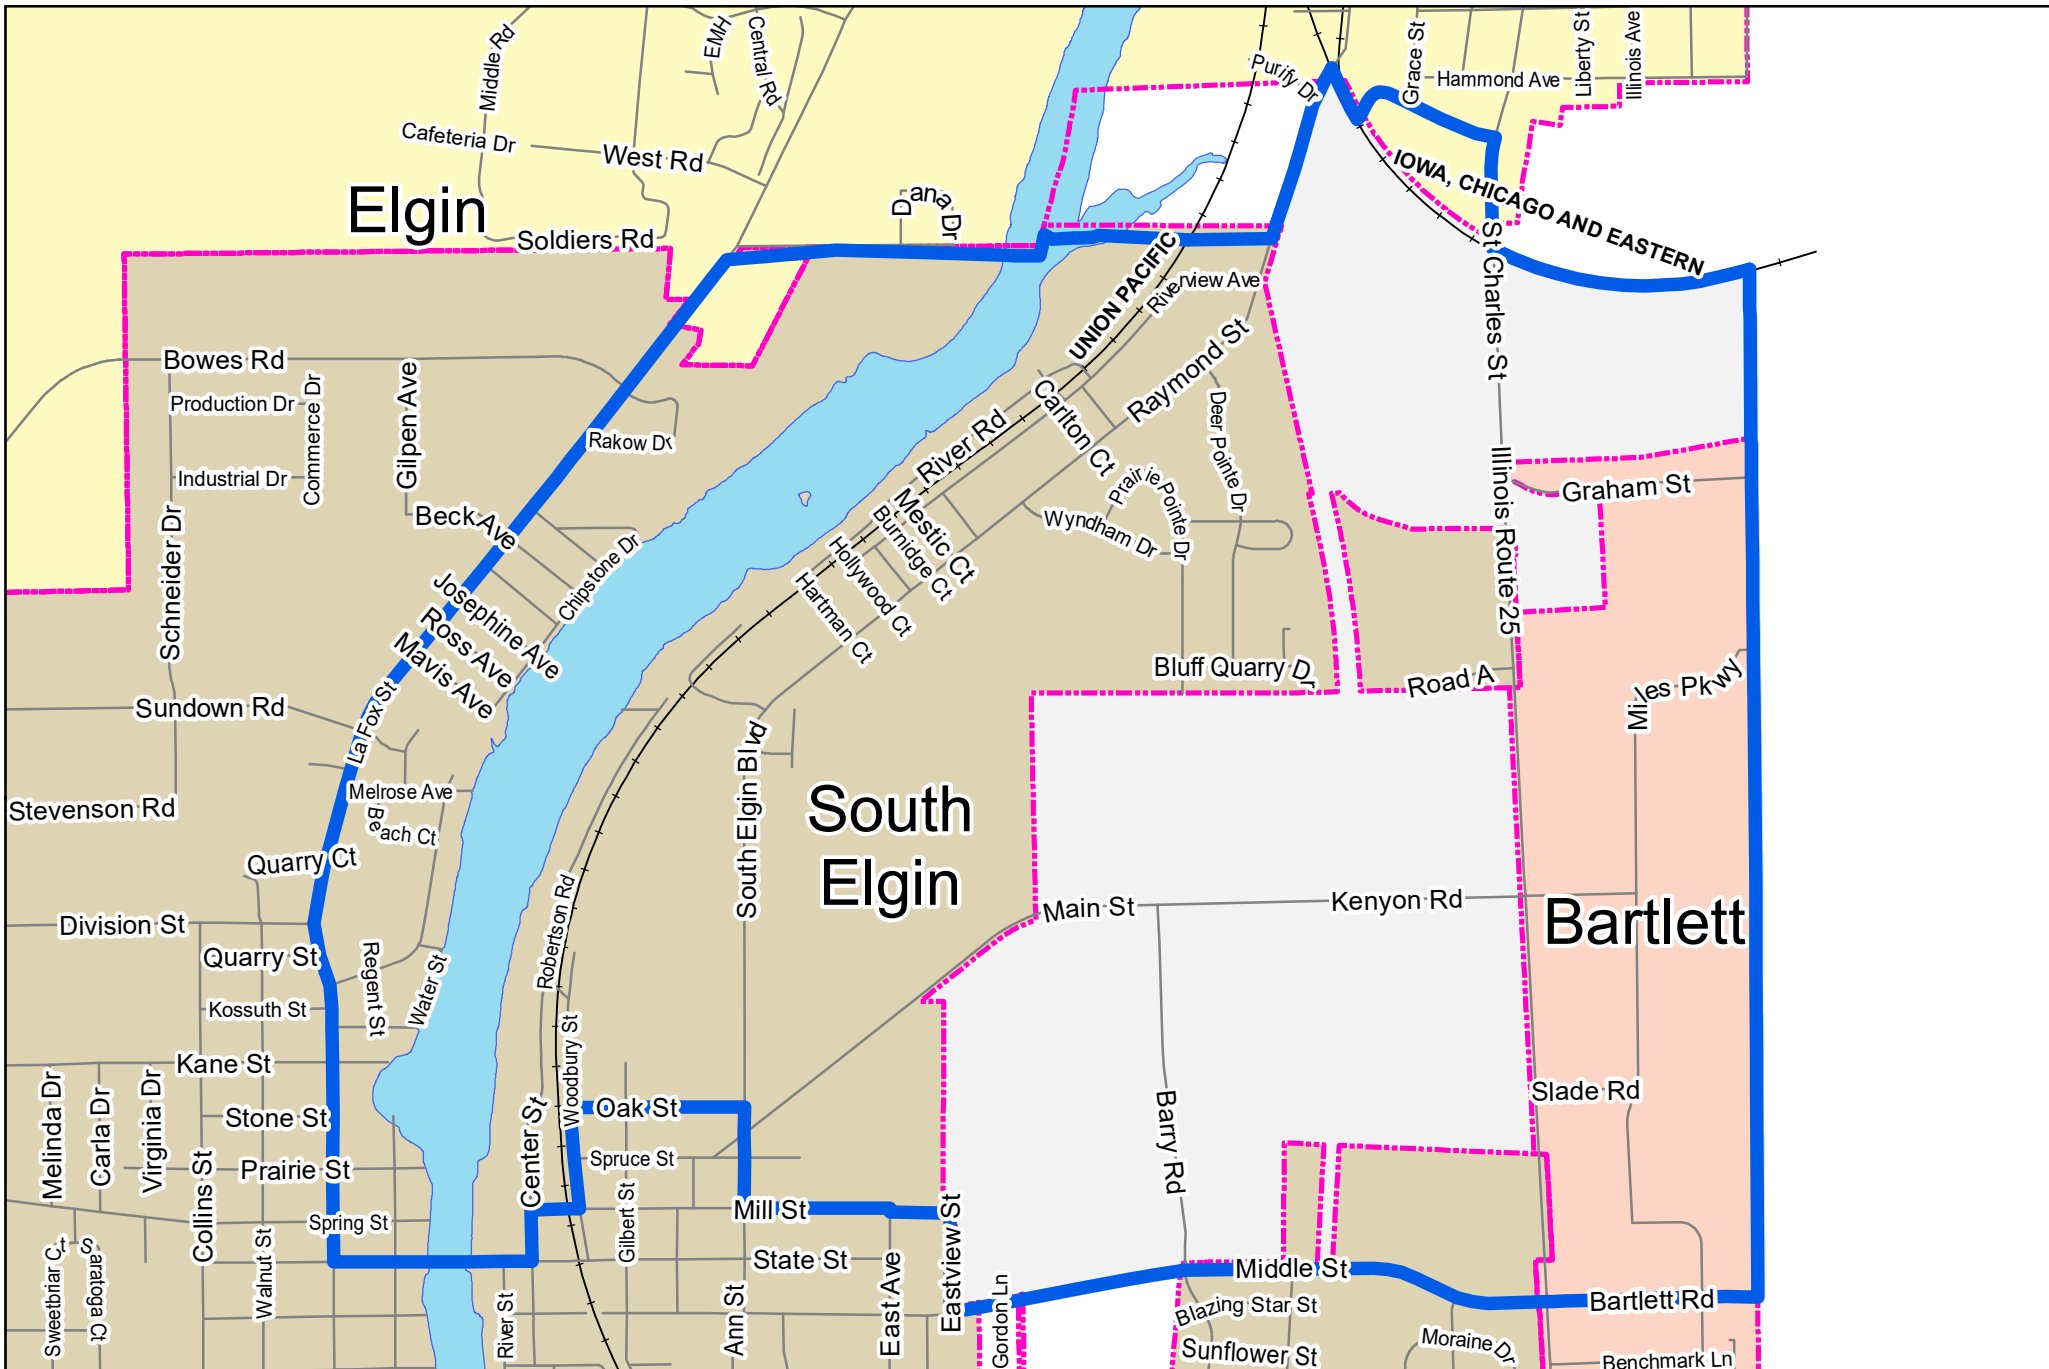 Middle Rd
EMH
Central Rd
Purify Dr
Grace St
Hammond Ave
Liberty St
Illinois Ave
Cafeteria Dr
West Rd
IOWA, CHICAGO AND EASTERN
Elgin
Dana Dr
Soldiers Rd
UNION PACIFIC
Riverview Ave
St Charles St
Bowes Rd
Production Dr
Commerce Dr
Gilpen Ave
Raymond St
Deer Pointe Dr
Carlton Ct
Rakow Dr
River Rd
Industrial Dr
Prairie Pointe Dr
Illinois Route 25
Graham St
Beck Ave
Mestic Ct
Burnidge Ct
Wyndham Dr
Schneider Dr
Chipstone Dr
Hollywood Ct
Hartman Ct
Josephine Ave
Ross Ave
Mavis Ave
Bluff Quarry Dr
Road A
Miles Pkwy
Sundown Rd
La Fox St
South Elgin Blvd
Melrose Ave
Stevenson Rd
Beach Ct
South
Elgin
Quarry Ct
Robertson Rd
Main St
Kenyon Rd
Bartlett
Division St
Quarry St
Regent St
Water St
Kossuth St
Woodbury St
Kane St
Melinda Dr
Carla Dr
Virginia Dr
Stone St
Center St
Oak St
Slade Rd
Barry Rd
Prairie St
Spruce St
Collins St
Spring St
Gilbert St
Mill St
Eastview St
Walnut St
State St
Middle St
Sweetbriar Ct
Saratoga Ct
River St
Ann St
East Ave
Gordon Ln
Blazing Star St
Bartlett Rd
Sunflower St
Moraine Dr
Benchmark Ln